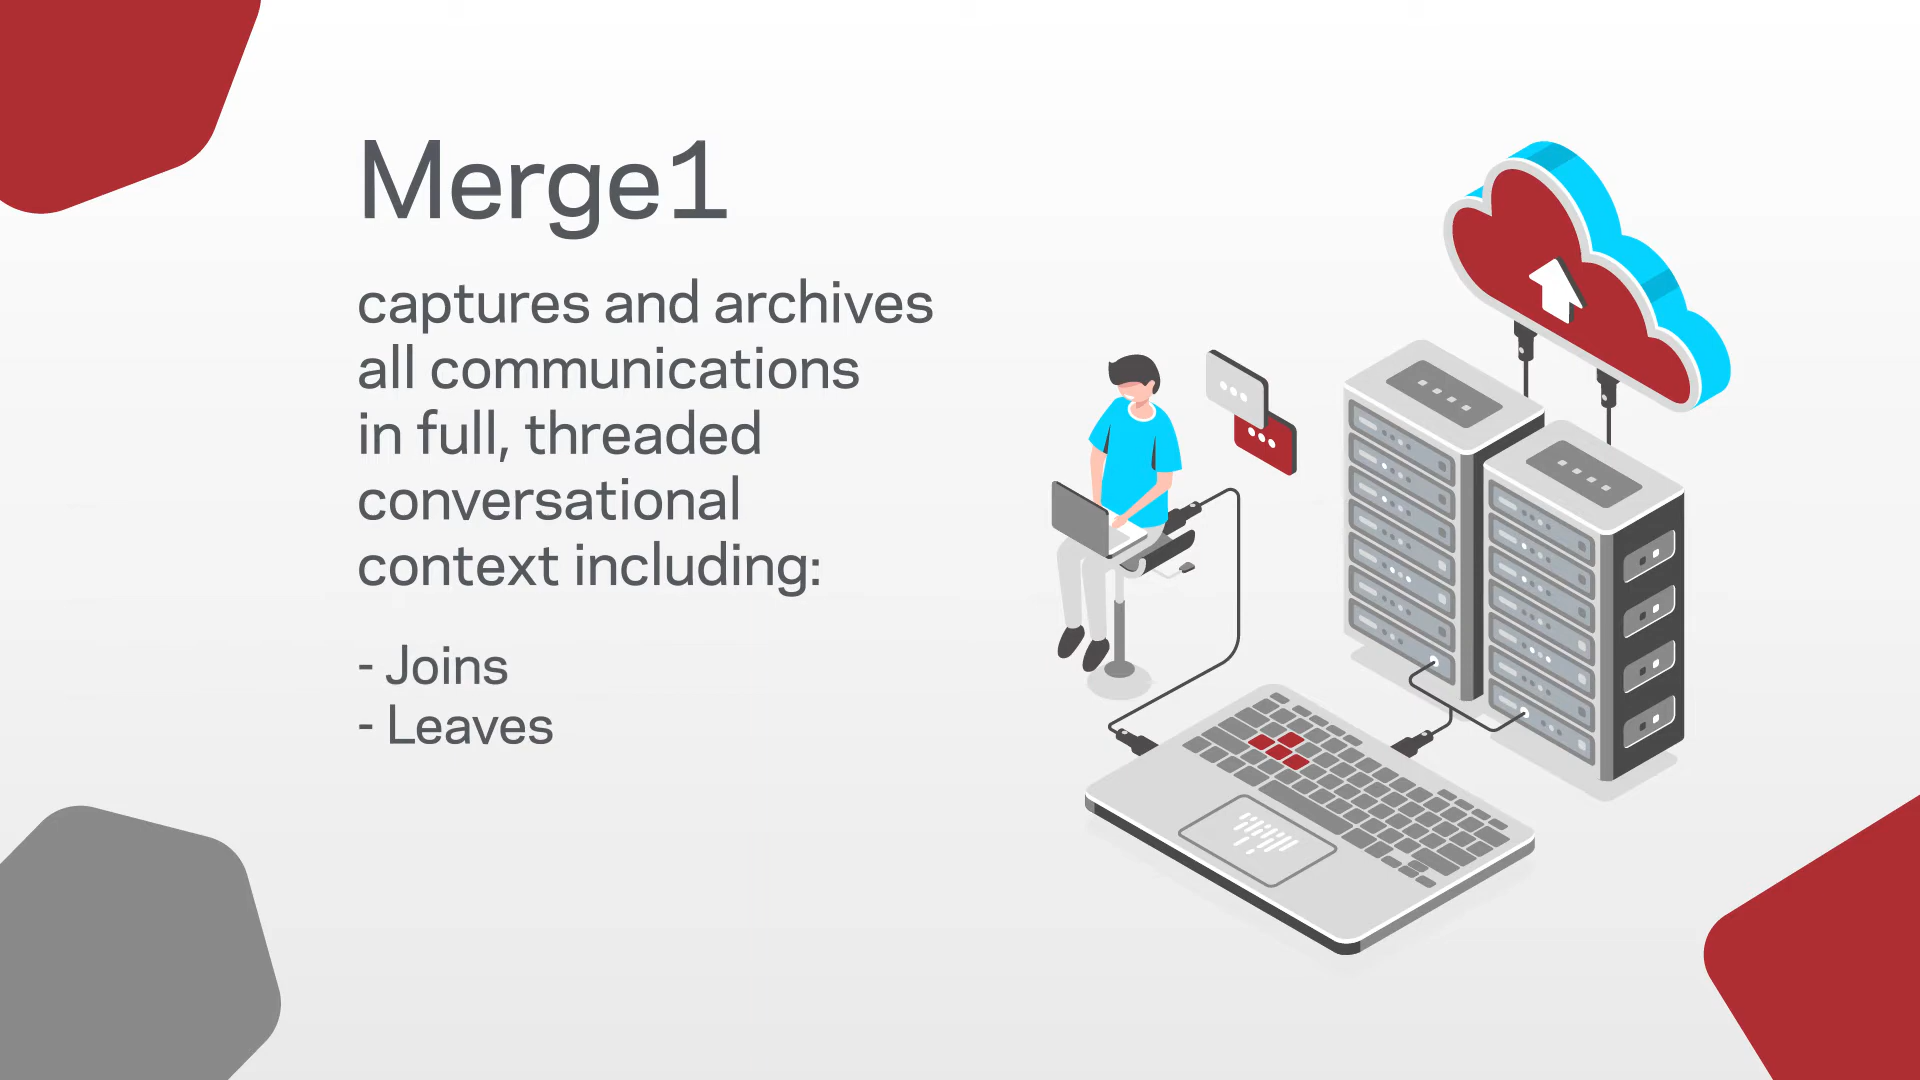 Merge1
captures and archives
all communications
in full, threaded
conversational
context including:
- Joins
- Leaves